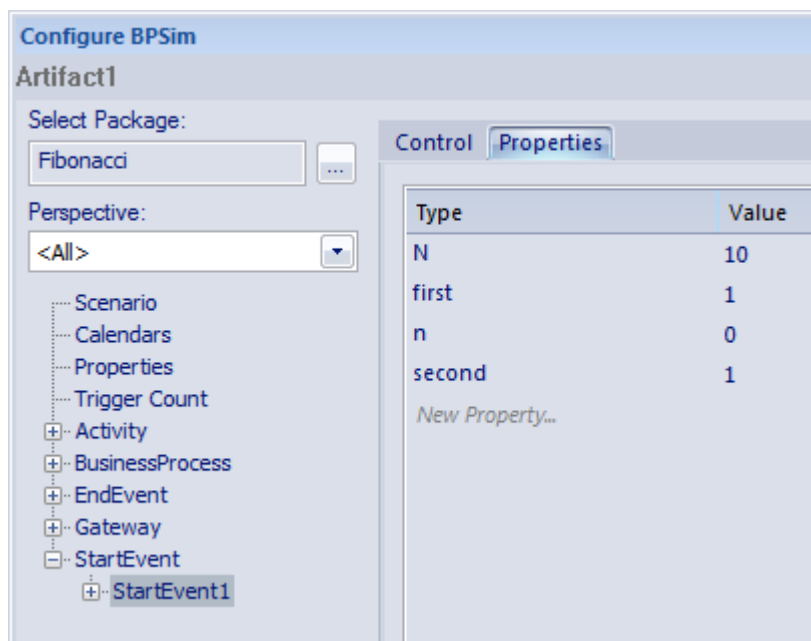 Configure BPSim
Artifact1
Select Package:
Fibonacci
...
Perspective:
<All>
Scenario
Calendars
Properties
Trigger Count
Activity
BusinessProcess
EndEvent
Gateway
StartEvent
StartEvent1
Control Properties
Type Value
N 10
first 1
n 0
second 1
New Property...